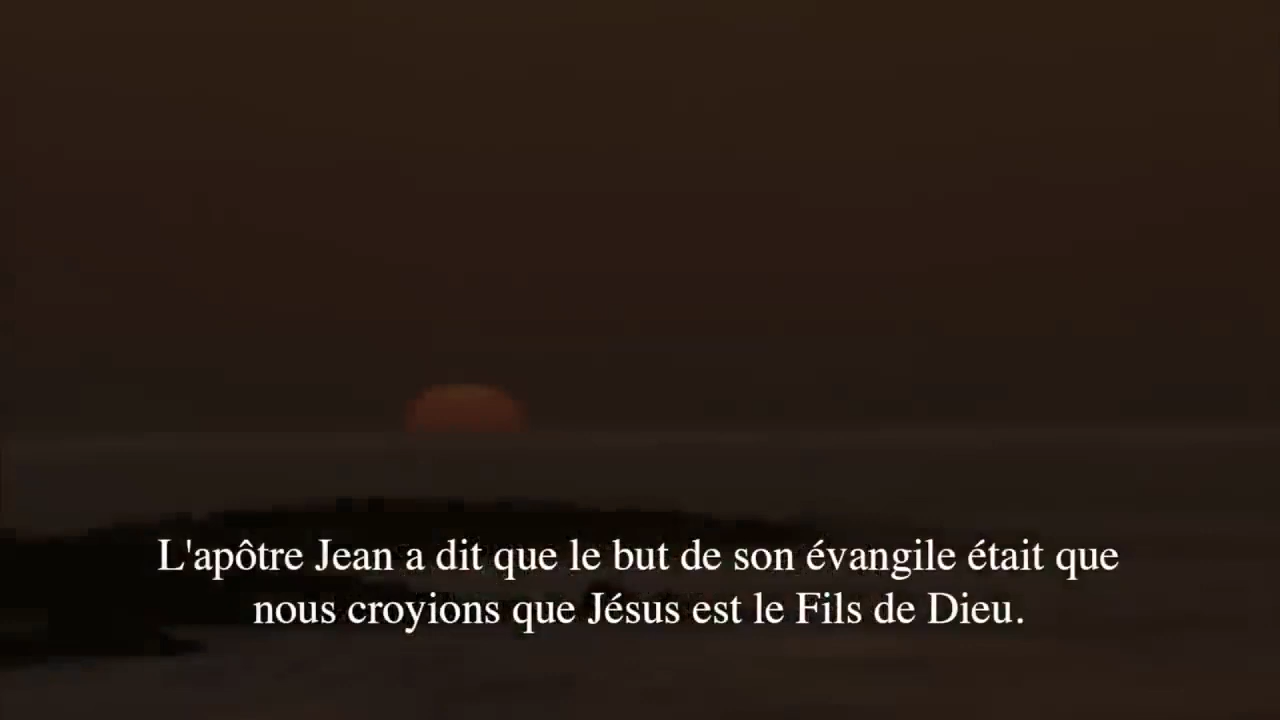 L'apôtre Jean a dit que le but de son évangile était que
nous croyions que Jésus est le Fils de Dieu.